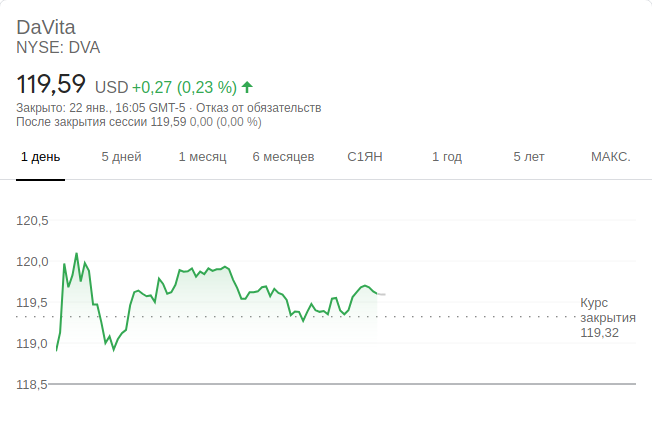 DaVita
NYSE: DVA
119,59 USD +0,27 (0,23 %)
Закрыто: 22 янв., 16:05 GMT-5 · Отказ от обязательств
После закрытия сессии 119,59 0,00 (0,00 %)
1 день 5 дней 1 месяц 6 месяцев С1ЯН 1 год 5 лет МАКС.
120,5
120,0
119,5
119,0
118,5
Курс
закрытия
119,32